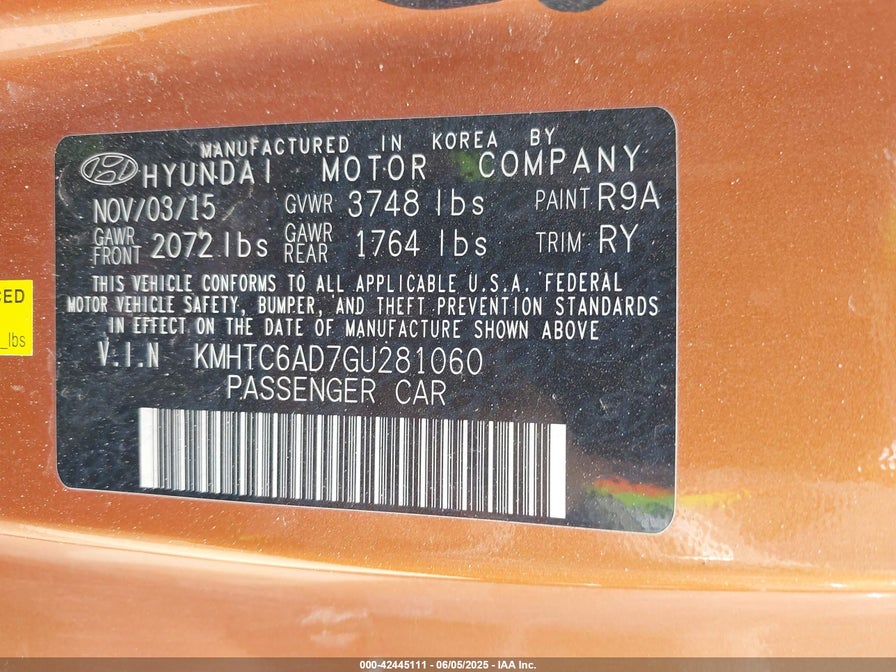 MANUFACTURED IN KOREA BY
HYUNDAI MOTOR COMPANY
NOV/03/15 GVWR 3748 lbs PAINT R9A
GAWR FRONT 2072 lbs GAWR REAR 1764 lbs TRIM RY
THIS VEHICLE CONFORMS TO ALL APPLICABLE U.S.A. FEDERAL
MOTOR VEHICLE SAFETY, BUMPER, AND THEFT PREVENTION STANDARDS
IN EFFECT ON THE DATE OF MANUFACTURE SHOWN ABOVE
V.I.N KMHTC6AD7GU281060
PASSENGER CAR
lbs
000-42445111 - 06/05/2025 - IAA Inc.